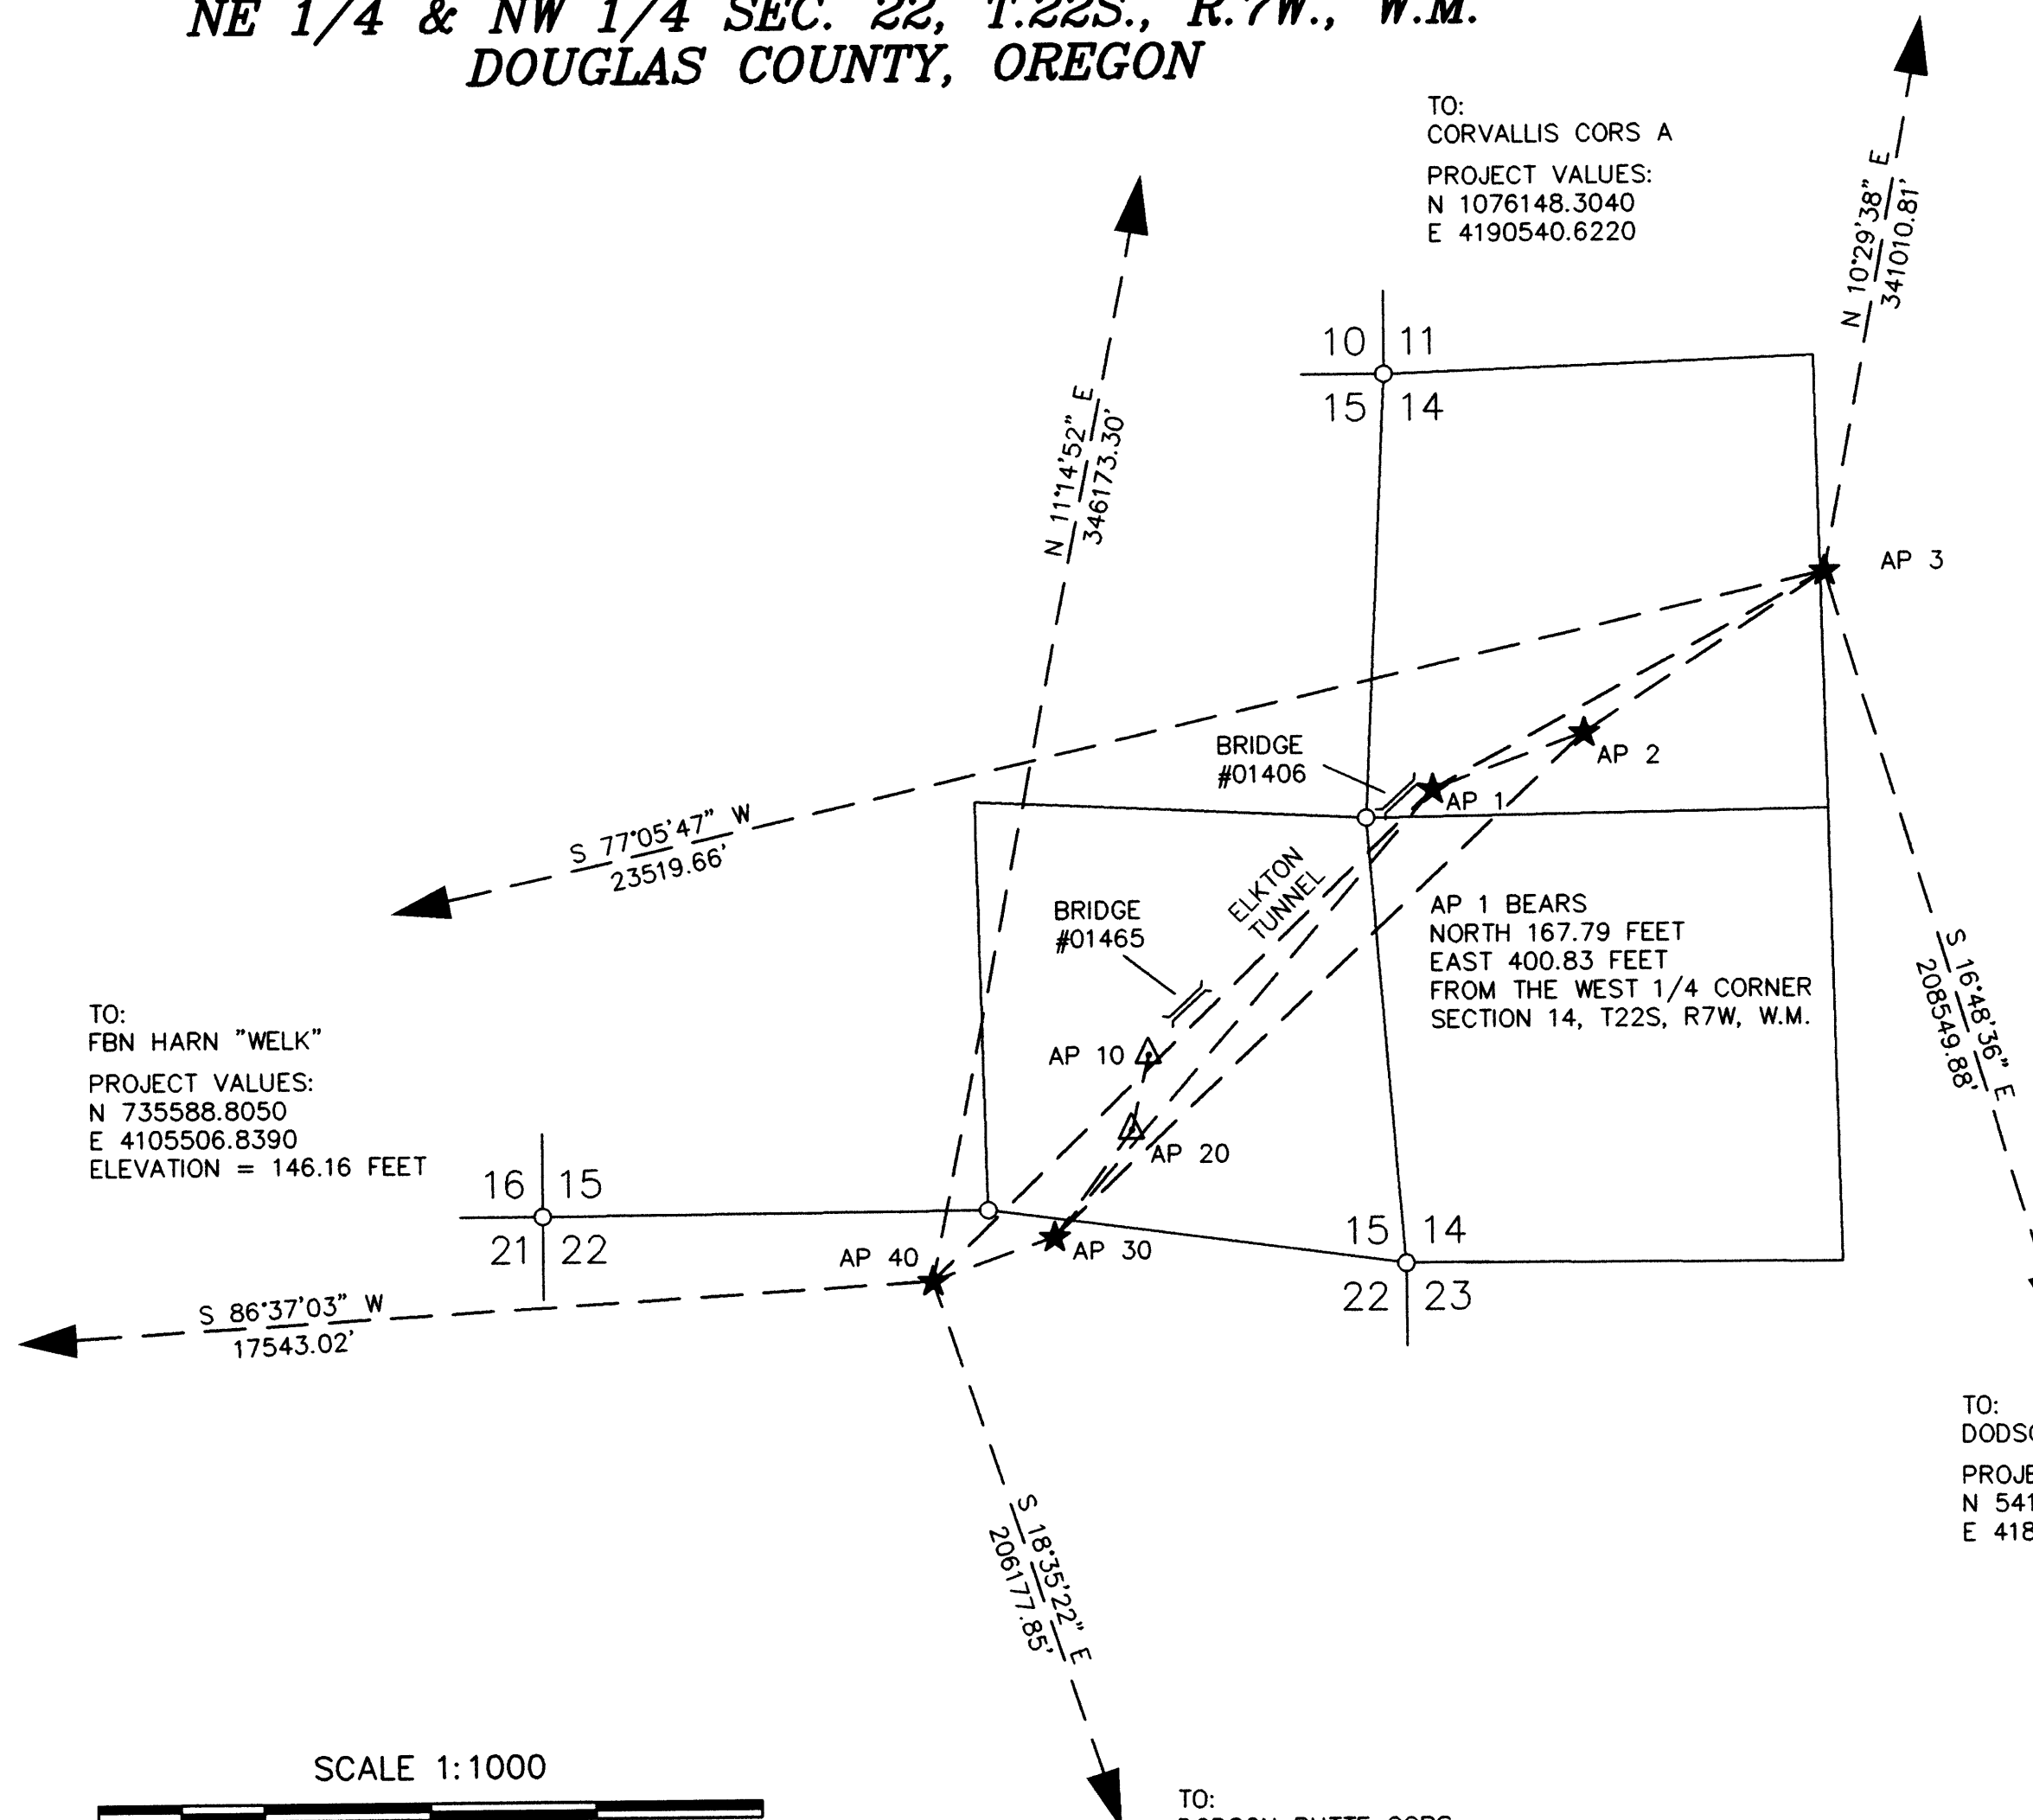 NE 1/4 & NW 1/4 SEC. 22, T.22S., R.7W., W.M.
DOUGLAS COUNTY, OREGON
TO:
CORVALLIS CORS A
PROJECT VALUES:
N 1076148.3040
E 4190540.6220
N 10°29'38" E
341010.81'
N 11°14'52" E
346173.30'
10 11
15 14
AP 3
AP 2
BRIDGE
#01406
AP 1
S 77°05'47" W
23519.66'
ELKTON
TUNNEL
BRIDGE
#01465
AP 1 BEARS
NORTH 167.79 FEET
EAST 400.83 FEET
FROM THE WEST 1/4 CORNER
SECTION 14, T22S, R7W, W.M.
S 16°48'36" E
208549.88'
TO:
FBN HARN "WELK"
PROJECT VALUES:
N 735588.8050
E 4105506.8390
ELEVATION = 146.16 FEET
AP 10
AP 20
16 15
21 22
15 14
22 23
AP 40
AP 30
S 86°37'03" W
17543.02'
S 18°35'22" E
206177.85'
TO:
DODSO
PROJE
N 541
E 418
SCALE 1:1000
TO:
DODSON BUTTE CORS